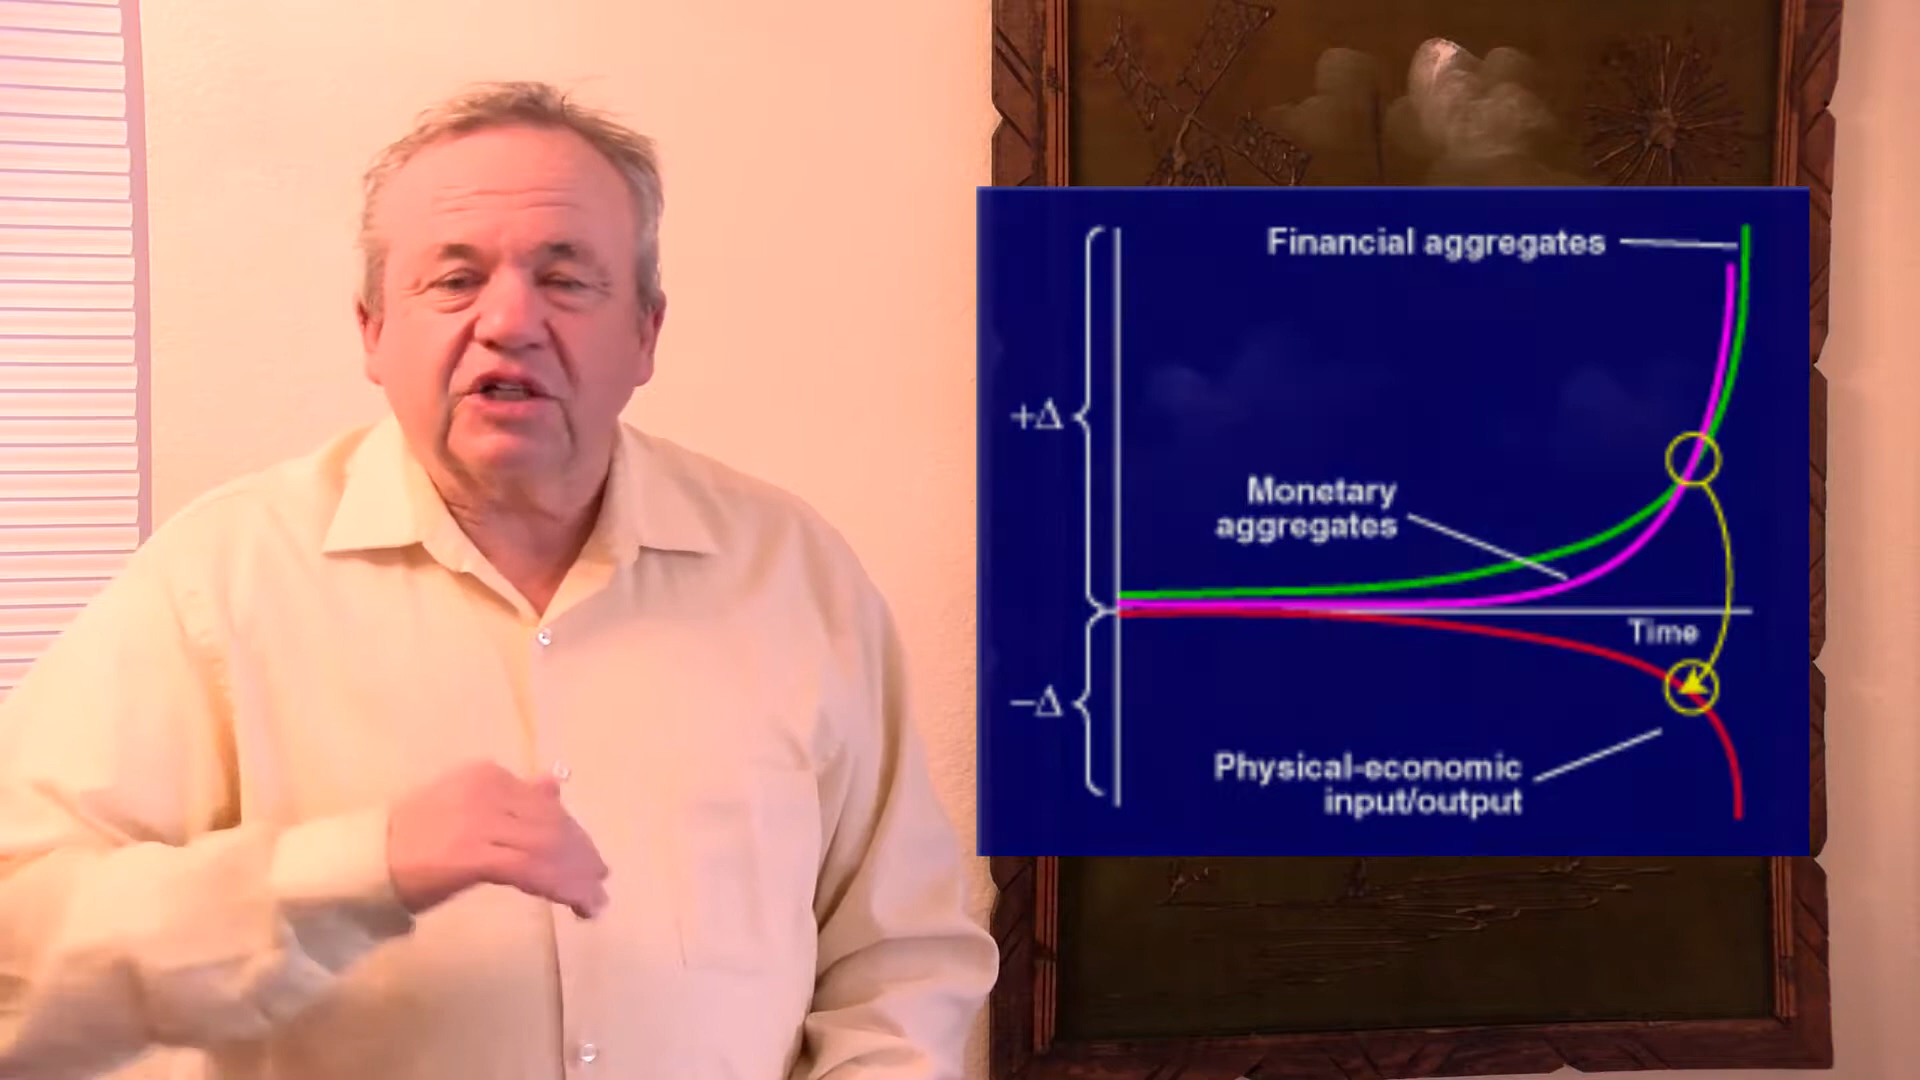 Financial aggregates
+Δ
Monetary
aggregates
Time
−Δ
Physical-economic
input/output